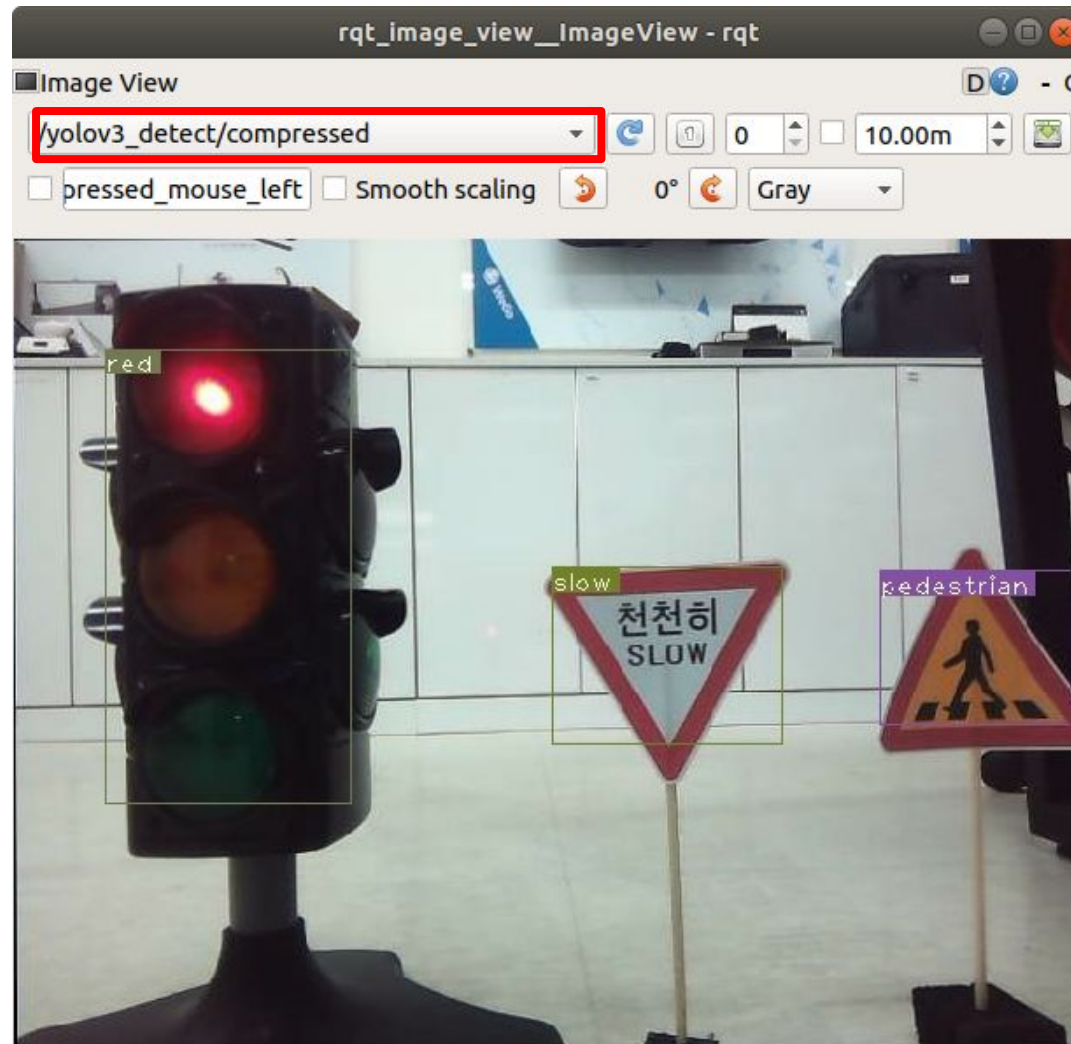 rqt_image_view__ImageView - rqt
Image View
D
-
/yolov3_detect/compressed
0
10.00m
pressed_mouse_left
Smooth scaling
0°
Gray
WeGo
red
slow
pedestrian
천천히
SLOW